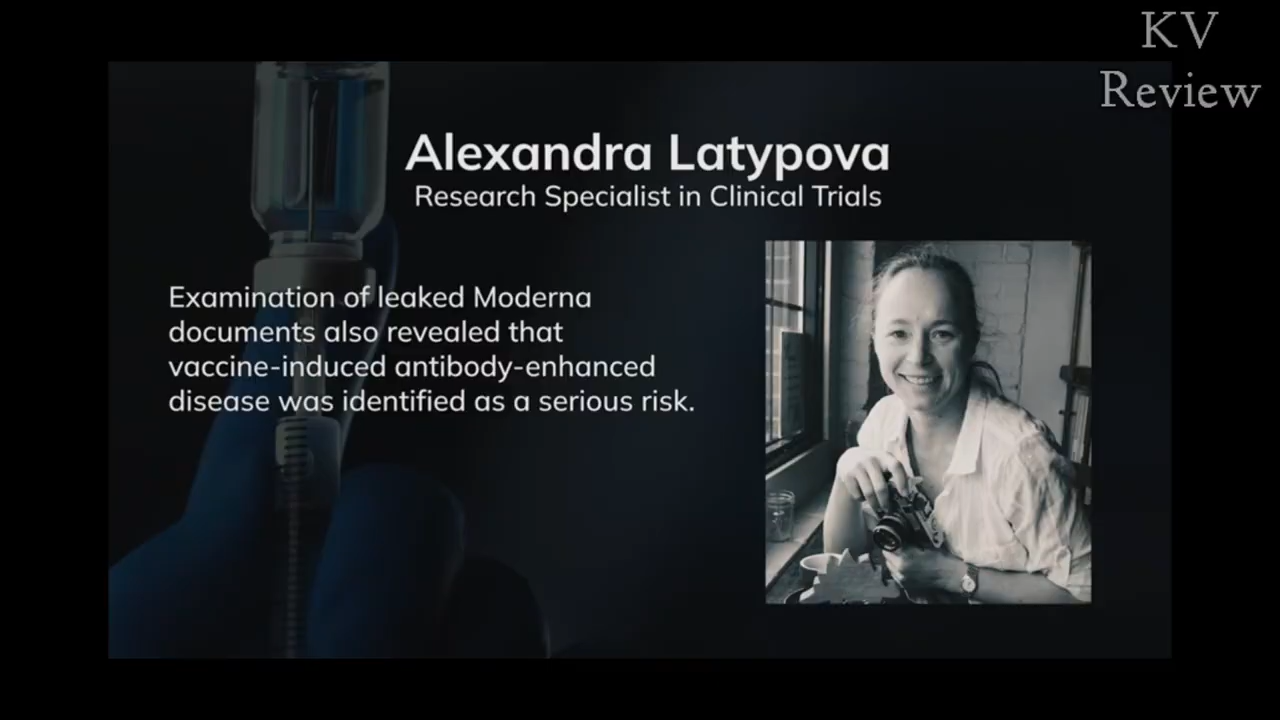 KV
Review
Alexandra Latypova
Research Specialist in Clinical Trials
Examination of leaked Moderna
documents also revealed that
vaccine-induced antibody-enhanced
disease was identified as a serious risk.